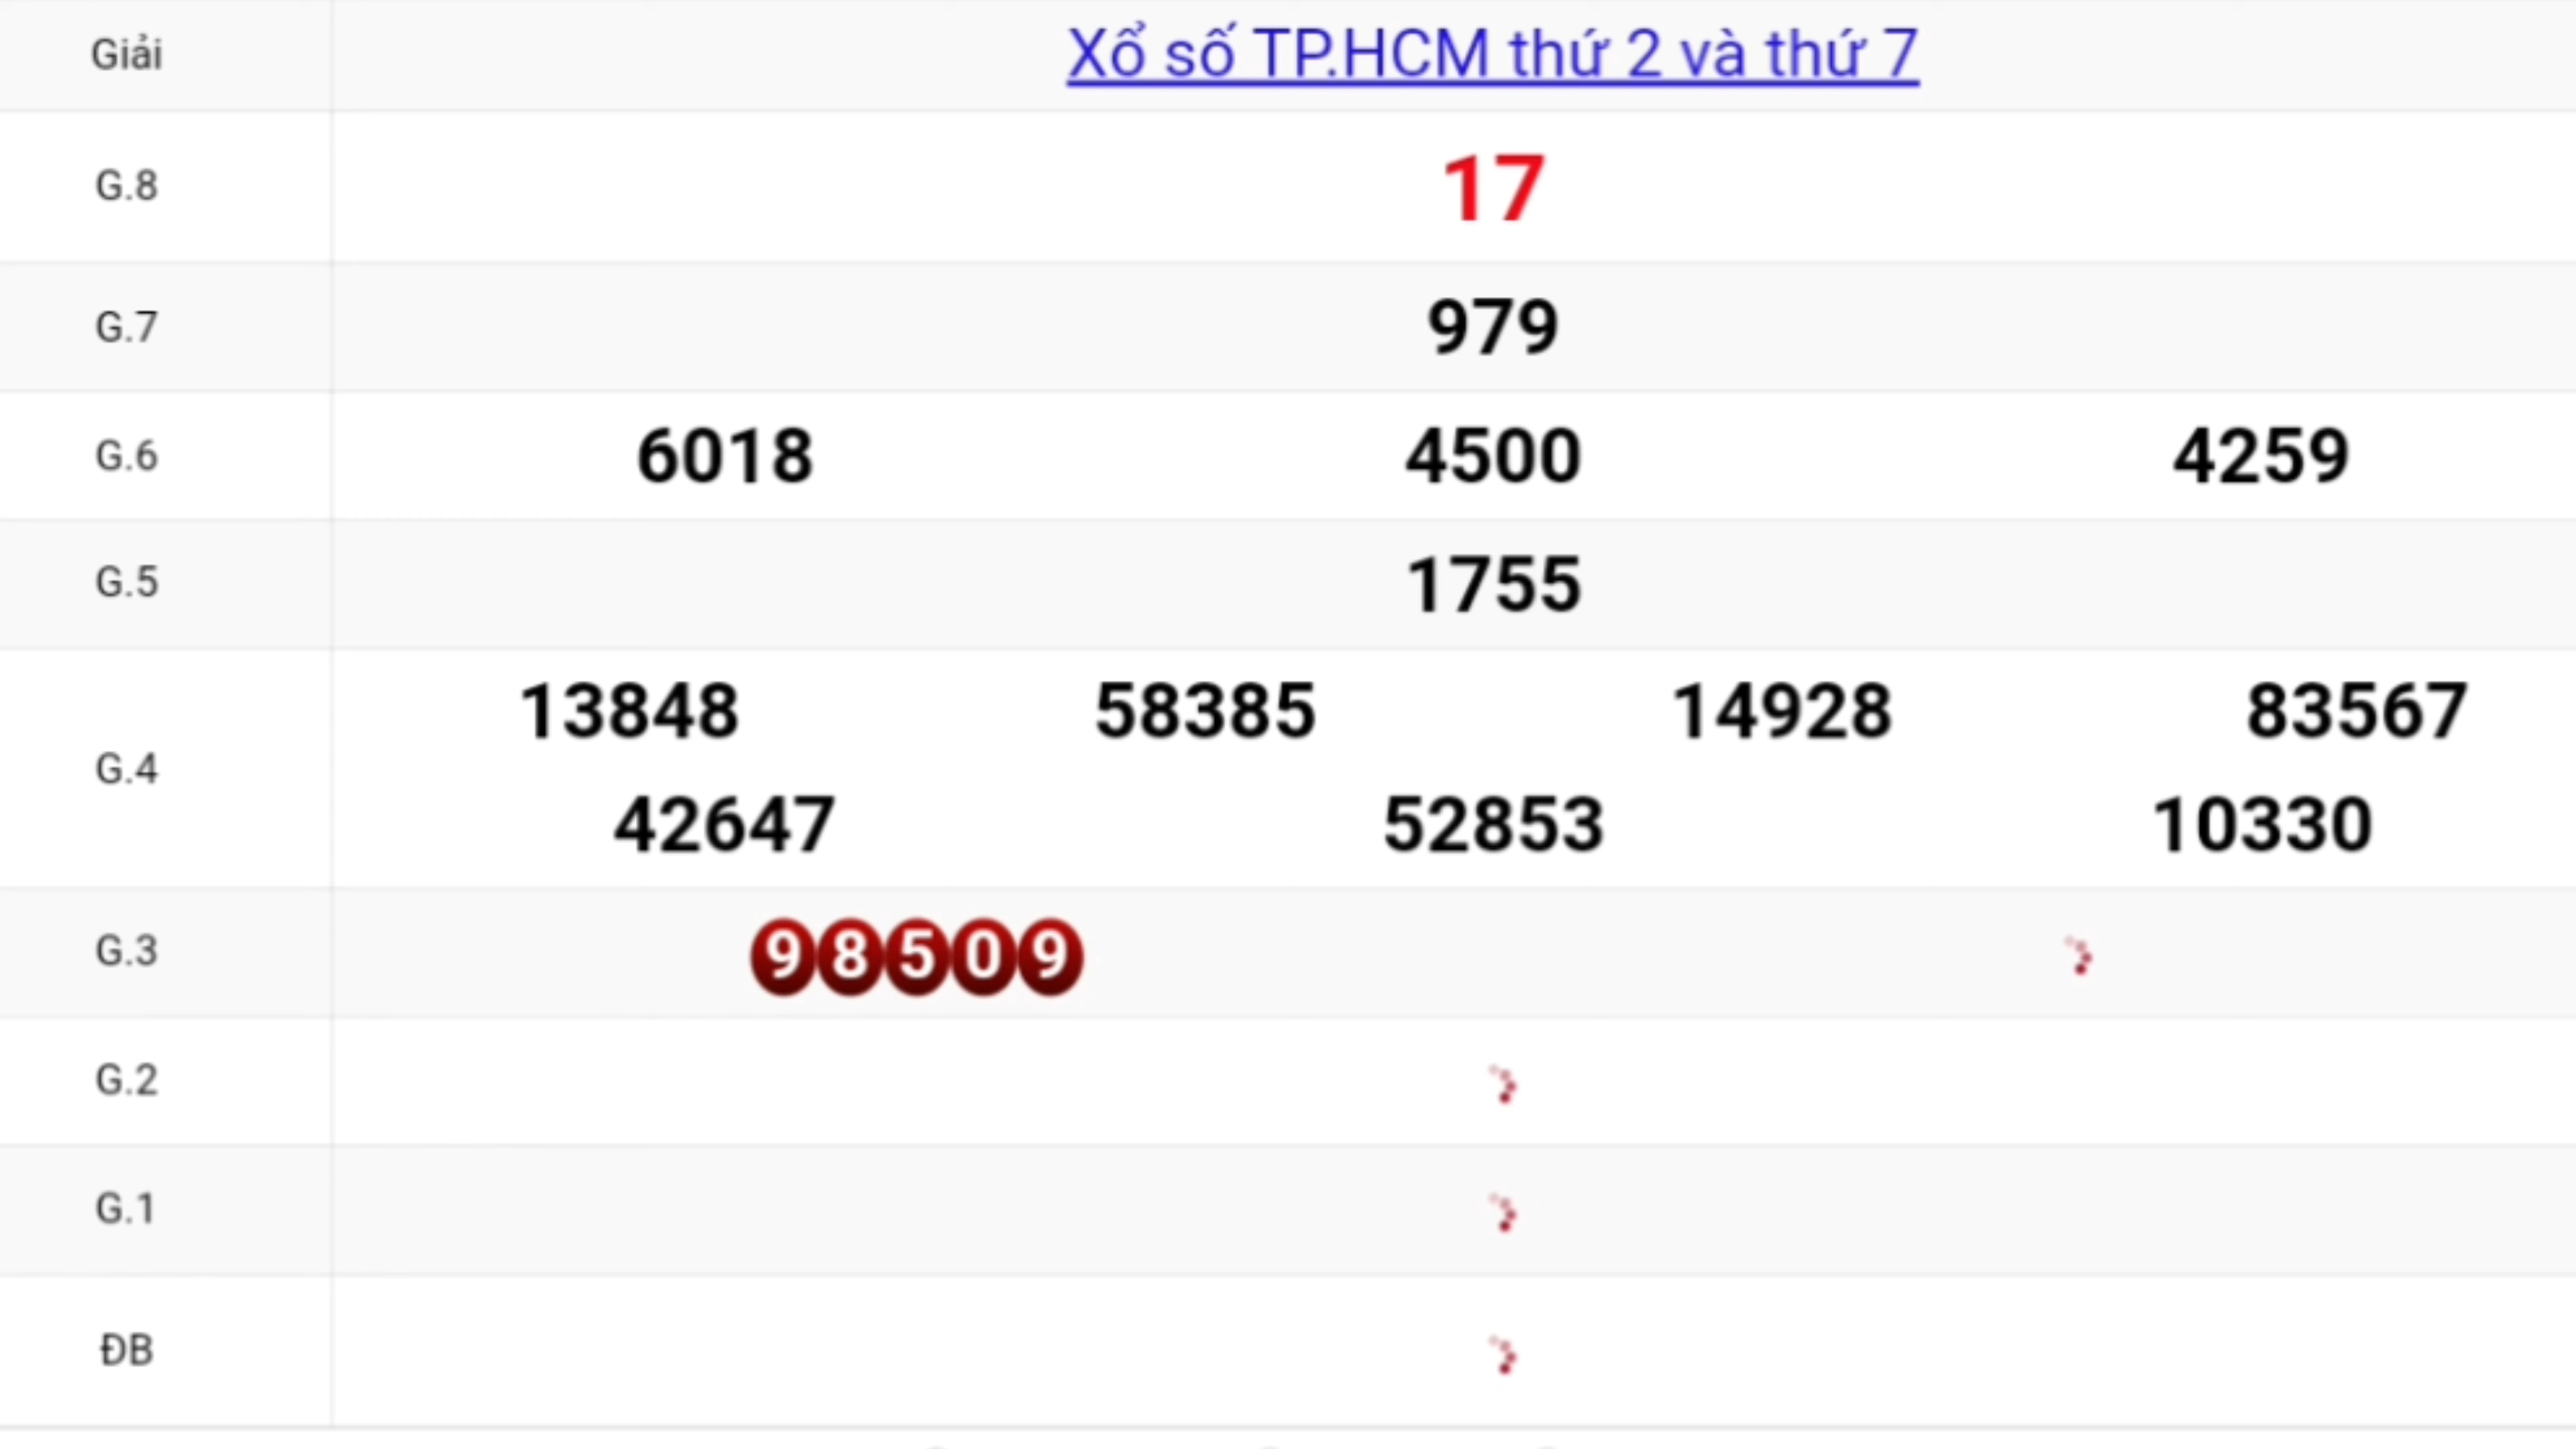 Giải Xổ số TP.HCM thứ 2 và thứ 7
G.8 17
G.7 979
G.6 6018 4500 4259
G.5 1755
G.4 13848 58385 14928 83567
42647 52853 10330
G.3 98509
G.2
G.1
ĐB